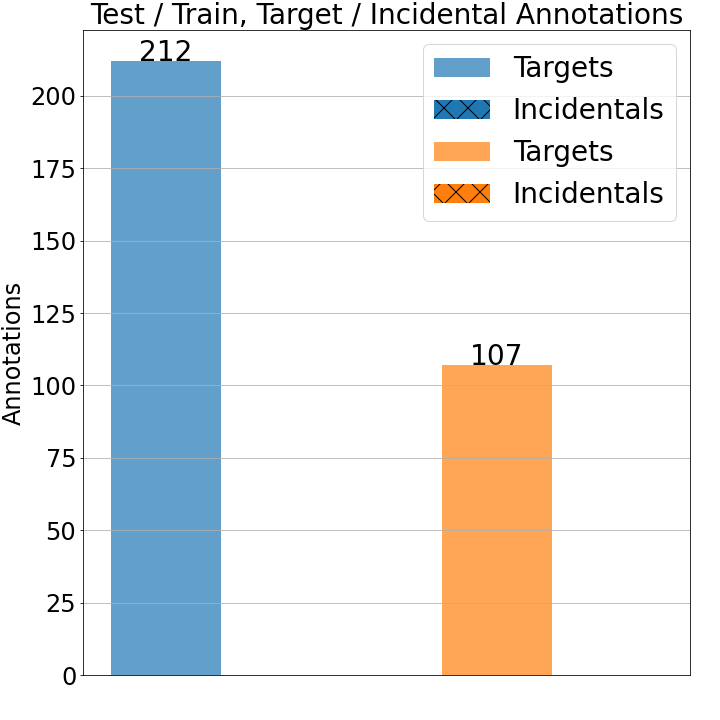 Test / Train, Target / Incidental Annotations
212
Targets
Incidentals
Targets
Incidentals
107
Annotations
200
175
150
125
100
75
50
25
0